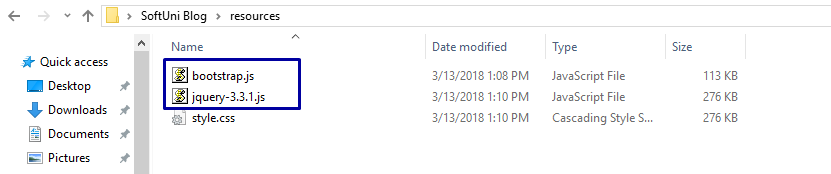 SoftUni Blog > resources
Name Date modified Type Size
Quick access
Desktop
Downloads
Documents
Pictures
bootstrap.js 3/13/2018 1:08 PM JavaScript File 113 KB
jquery-3.3.1.js 3/13/2018 1:10 PM JavaScript File 276 KB
style.css 3/13/2018 1:10 PM Cascading Style S... 276 KB